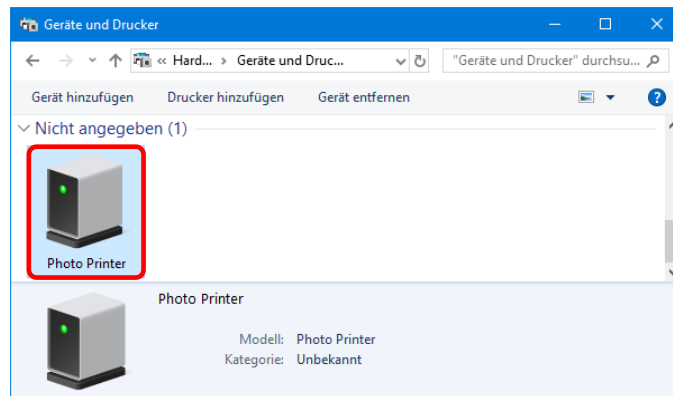 Geräte und Drucker
« Hard... › Geräte und Druc... "Geräte und Drucker" durchsu...
Gerät hinzufügen Drucker hinzufügen Gerät entfernen ?
Nicht angegeben (1)
Photo Printer
Photo Printer
Modell: Photo Printer
Kategorie: Unbekannt